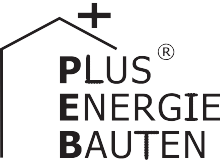 +
PLUS®
ENERGIE
BAUTEN